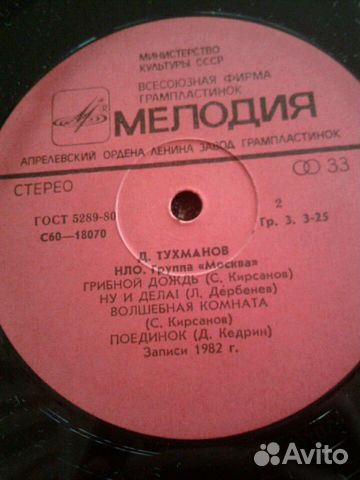 МИНИСТЕРСТВО
КУЛЬТУРЫ СССР
ВСЕСОЮЗНАЯ ФИРМА
ГРАМПЛАСТИНОК
МЕЛОДИЯ
АПРЕЛЕВСКИЙ ОРДЕНА ЛЕНИНА ЗАВОД ГРАМПЛАСТИНОК
СТЕРЕО
33
ГОСТ 5289-80
2
С60—18070
Гр. 3. 3-25
Д. ТУХМАНОВ
НЛО. Группа «Москва»
ГРИБНОЙ ДОЖДЬ (С. Кирсанов)
НУ И ДЕЛА! (Л. Дербенев)
ВОЛШЕБНАЯ КОМНАТА
(С. Кирсанов)
ПОЕДИНОК (Д. Кедрин)
Записи 1982 г.
Avito